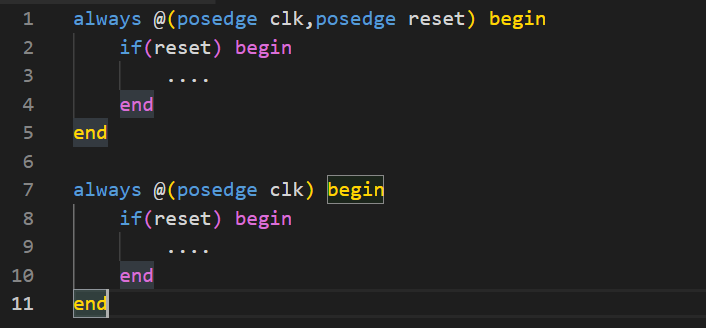 1 always @(posedge clk,posedge reset) begin
2     if(reset) begin
3         ....
4     end
5 end
6
7 always @(posedge clk) begin
8     if(reset) begin
9         ....
10     end
11 end